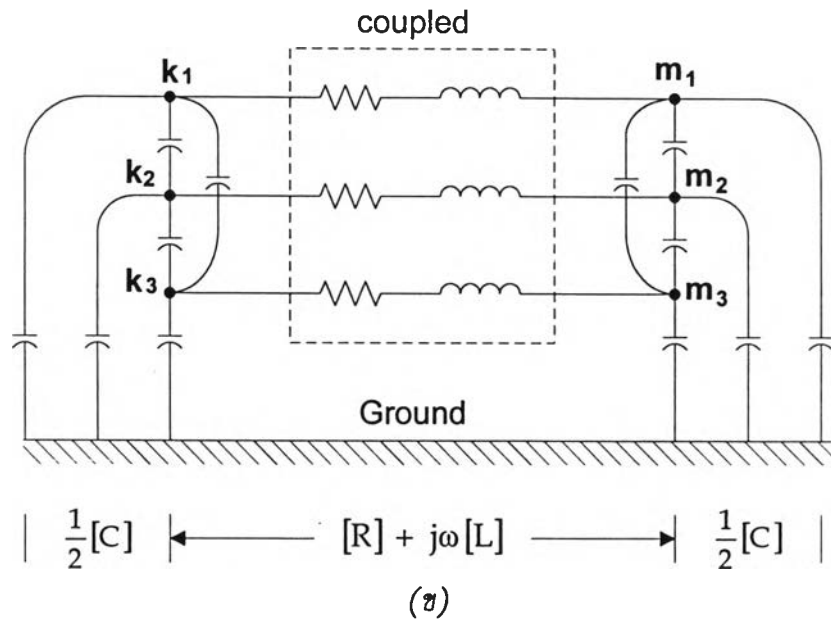 coupled
k₁ m₁
k₂ m₂
k₃ m₃
Ground
½[C] [R] + jω[L] ½[C]
(ข)